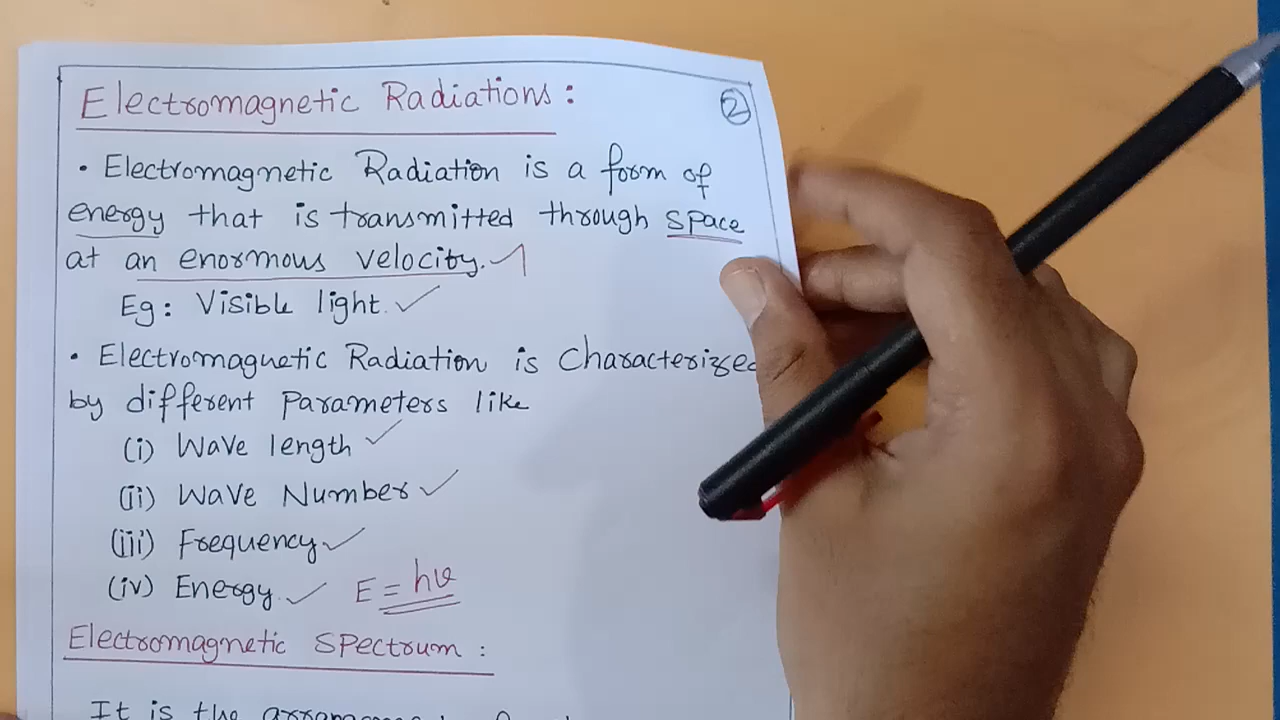 Electromagnetic Radiations:
2
• Electromagnetic Radiation is a form of
energy that is transmitted through space
at an enormous velocity.
Eg: Visible light.
• Electromagnetic Radiation is Characterized
by different Parameters like
(i) Wave length
(ii) Wave Number
(iii) Frequency
(iv) Energy. E = hν
Electromagnetic Spectrum:
It is the